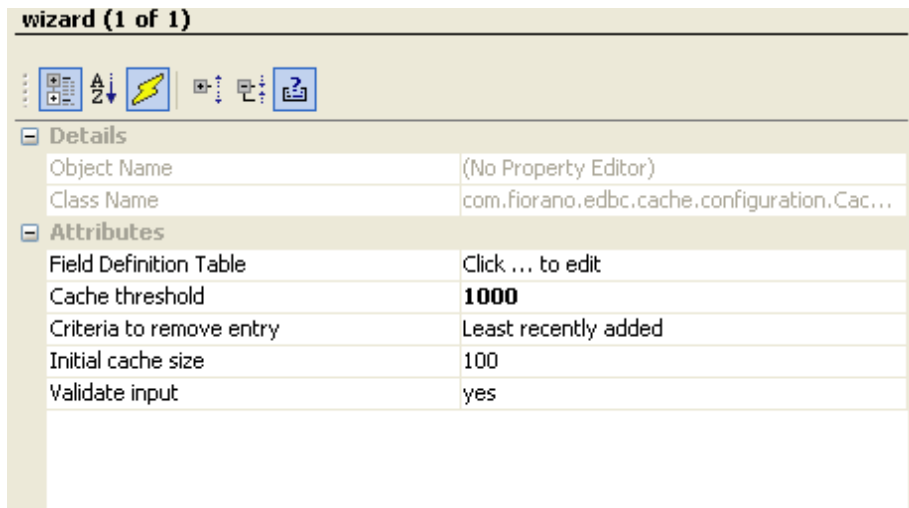 wizard (1 of 1)
Details
Object Name (No Property Editor)
Class Name com.fiorano.edbc.cache.configuration.Cac...
Attributes
Field Definition Table Click ... to edit
Cache threshold 1000
Criteria to remove entry Least recently added
Initial cache size 100
Validate input yes